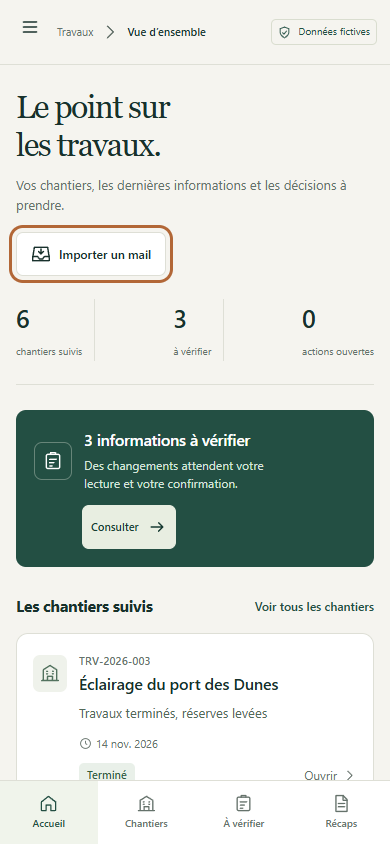 Travaux
Vue d'ensemble
Données fictives
Le point sur
les travaux.
Vos chantiers, les dernières informations et les décisions à
prendre.
Importer un mail
6
chantiers suivis
3
à vérifier
0
actions ouvertes
3 informations à vérifier
Des changements attendent votre
lecture et votre confirmation.
Consulter
Les chantiers suivis
Voir tous les chantiers
TRV-2026-003
Éclairage du port des Dunes
Travaux terminés, réserves levées
14 nov. 2026
Terminé
Ouvrir
Accueil
Chantiers
À vérifier
Récaps